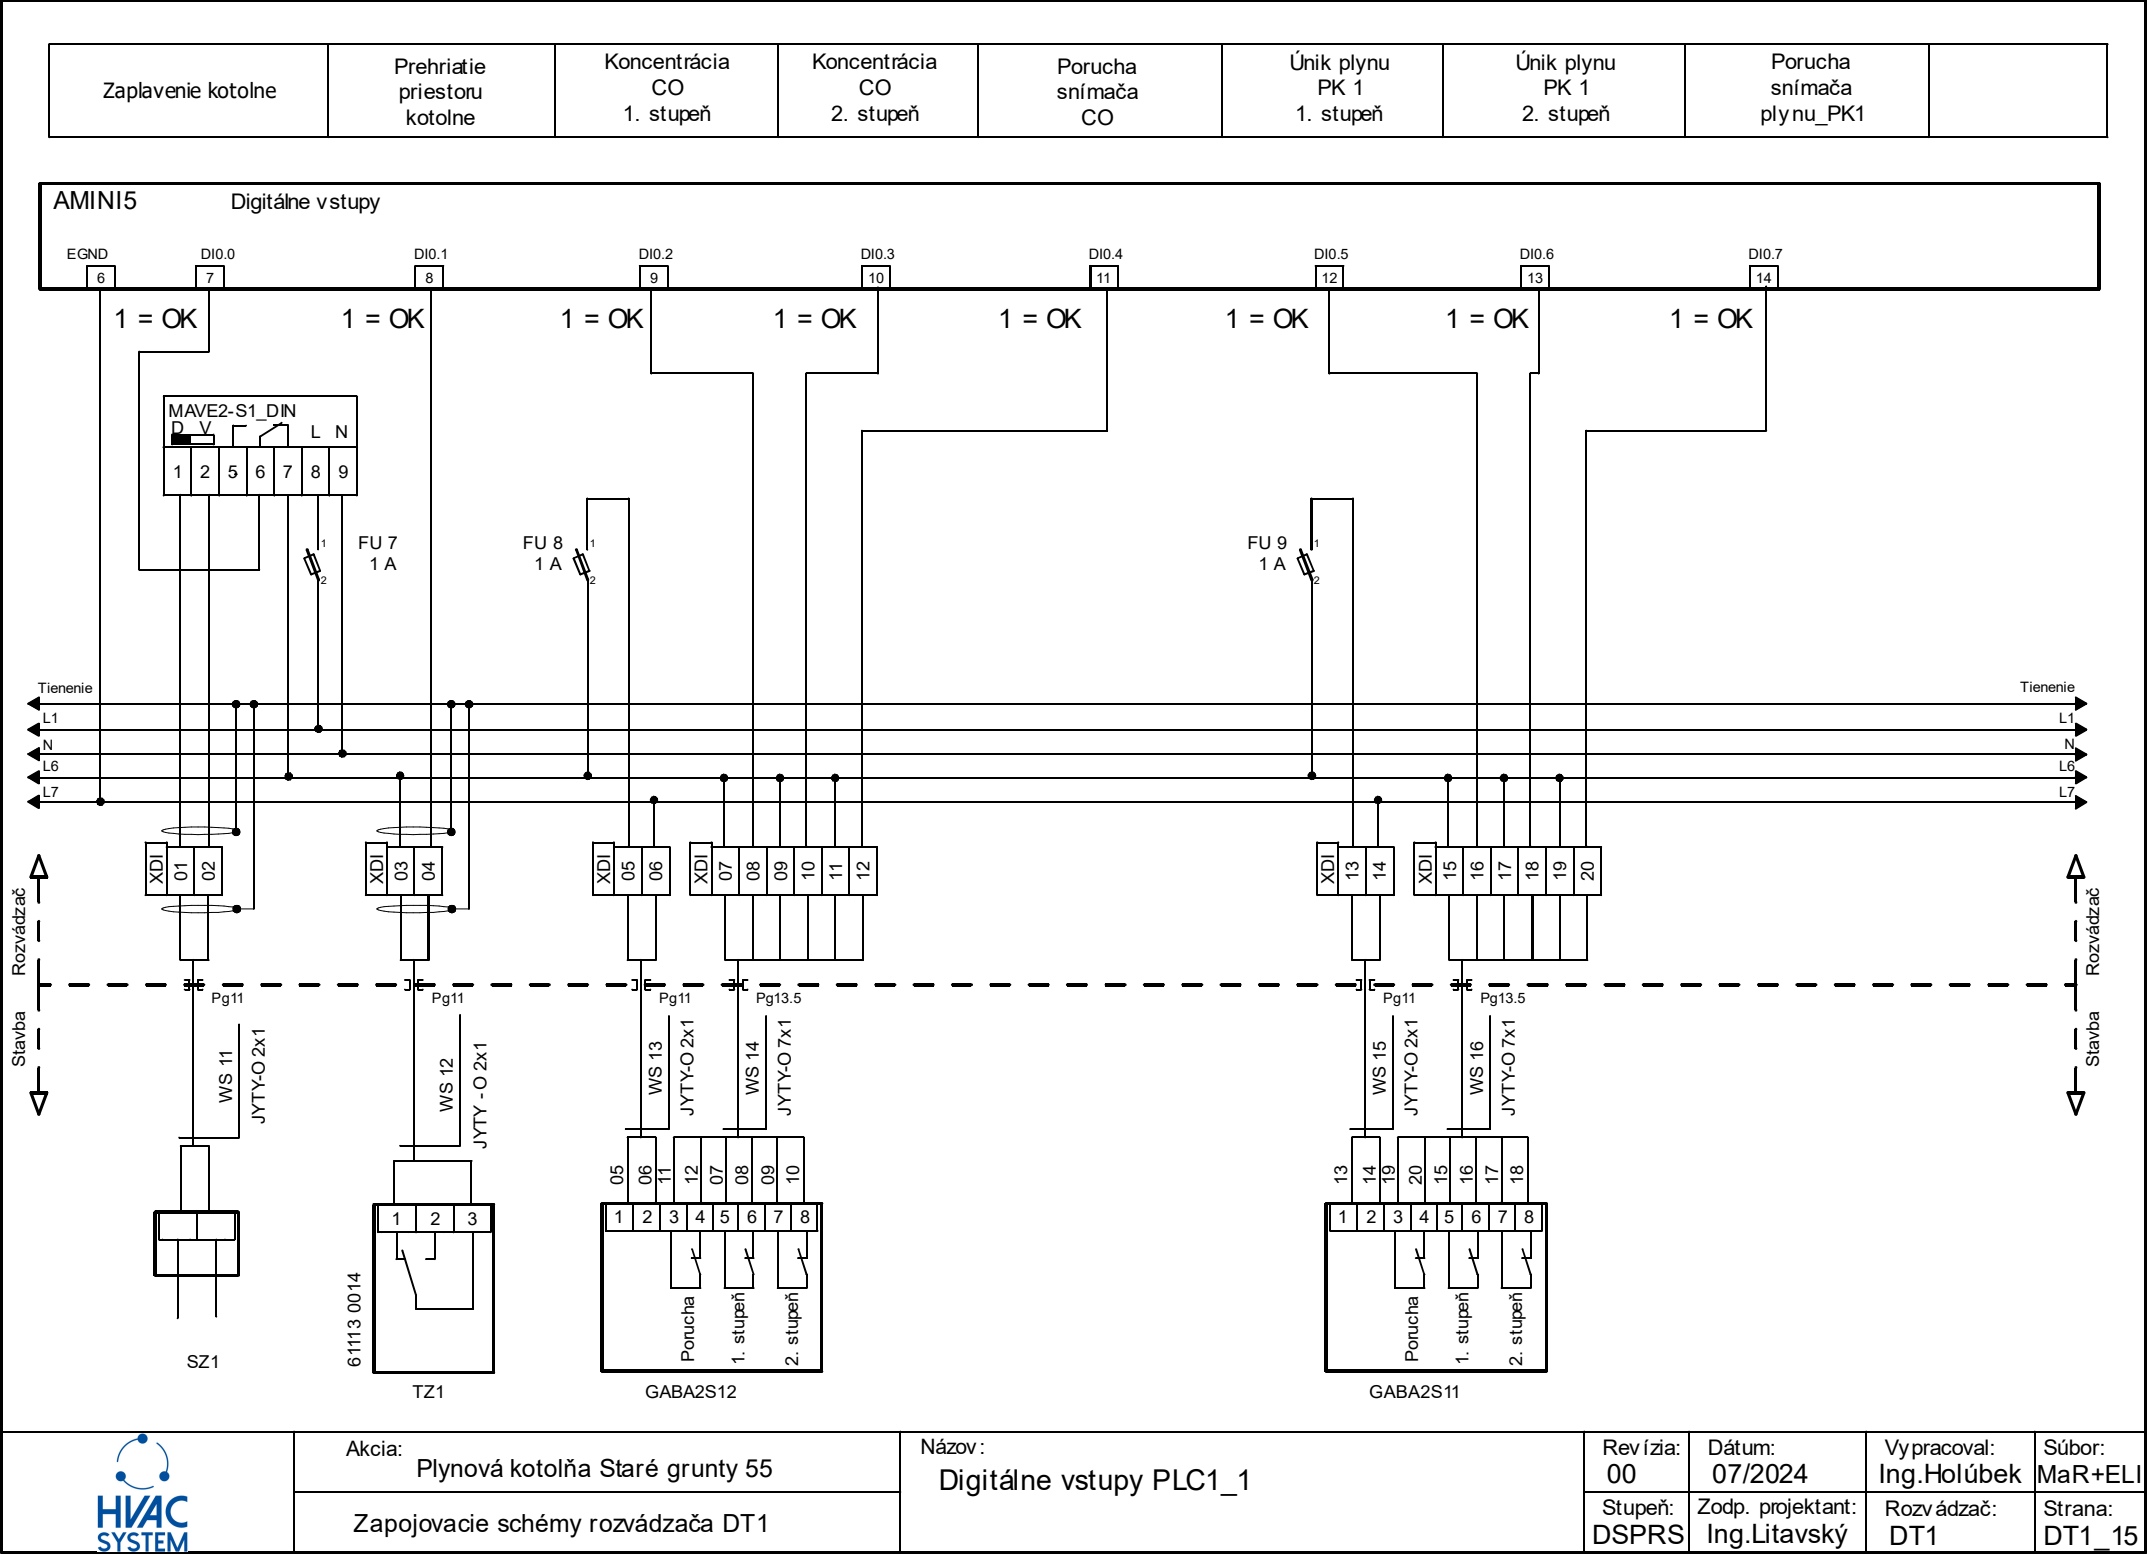 Zaplavenie kotolne
Prehriatie
priestoru
kotolne
Koncentrácia
CO
1. stupeň
Koncentrácia
CO
2. stupeň
Porucha
snímača
CO
Únik plynu
PK 1
1. stupeň
Únik plynu
PK 1
2. stupeň
Porucha
snímača
plynu_PK1
AMINI5 Digitálne vstupy
EGND DI0.0 DI0.1 DI0.2 DI0.3 DI0.4 DI0.5 DI0.6 DI0.7
6 7 8 9 10 11 12 13 14
1 = OK 1 = OK 1 = OK 1 = OK 1 = OK 1 = OK 1 = OK 1 = OK
MAVE2-S1_DIN
D V L N
1 2 5 6 7 8 9
FU 7
1 A
1
2
FU 8
1 A
1
2
FU 9
1 A
1
2
Tienenie Tienenie
L1 L1
N N
L6 L6
L7 L7
XDI 01 02
XDI 03 04
XDI 05 06
XDI 07 08 09 10 11 12
XDI 13 14
XDI 15 16 17 18 19 20
Rozvádzač
Stavba
Rozvádzač
Stavba
Pg11 Pg11 Pg11 Pg13.5 Pg11 Pg13.5
WS 11
JYTY-O 2x1
WS 12
JYTY - O 2x1
WS 13
JYTY-O 2x1
WS 14
JYTY-O 7x1
WS 15
JYTY-O 2x1
WS 16
JYTY-O 7x1
05 06 11 12 07 08 09 10
13 14 19 20 15 16 17 18
1 2 3
1 2 3 4 5 6 7 8
1 2 3 4 5 6 7 8
61113 0014
Porucha
1. stupeň
2. stupeň
Porucha
1. stupeň
2. stupeň
SZ1
TZ1
GABA2S12
GABA2S11
HVAC
SYSTEM
Akcia:
Plynová kotolňa Staré grunty 55
Zapojovacie schémy rozvádzača DT1
Názov:
Digitálne vstupy PLC1_1
Revízia:
00
Dátum:
07/2024
Vypracoval:
Ing.Holúbek
Súbor:
MaR+ELI
Stupeň:
DSPRS
Zodp. projektant:
Ing.Litavský
Rozvádzač:
DT1
Strana:
DT1_15